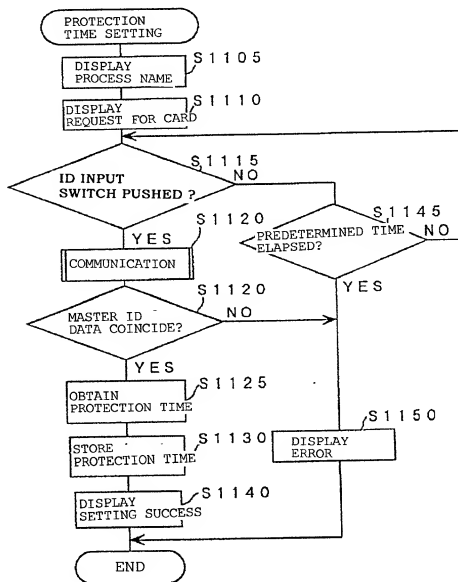 PROTECTION
TIME SETTING
DISPLAY
PROCESS NAME
S1105
DISPLAY
REQUEST FOR CARD
S1110
ID INPUT
SWITCH PUSHED ?
S1115
NO
YES
PREDETERMINED TIME
ELAPSED?
S1145
NO
YES
COMMUNICATION
S1120
MASTER ID
DATA COINCIDE?
S1120
NO
YES
OBTAIN
PROTECTION TIME
S1125
STORE
PROTECTION TIME
S1130
DISPLAY
ERROR
S1150
DISPLAY
SETTING SUCCESS
S1140
END